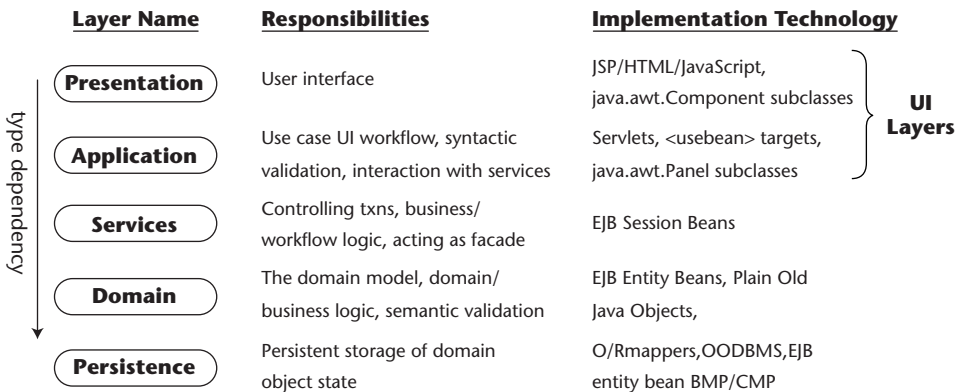 Layer Name Responsibilities Implementation Technology
type dependency
Presentation
User interface
JSP/HTML/JavaScript,
java.awt.Component subclasses
UI
Layers
Application
Use case UI workflow, syntactic
validation, interaction with services
Servlets, <usebean> targets,
java.awt.Panel subclasses
Services
Controlling txns, business/
workflow logic, acting as facade
EJB Session Beans
Domain
The domain model, domain/
business logic, semantic validation
EJB Entity Beans, Plain Old
Java Objects,
Persistence
Persistent storage of domain
object state
O/Rmappers,OODBMS,EJB
entity bean BMP/CMP